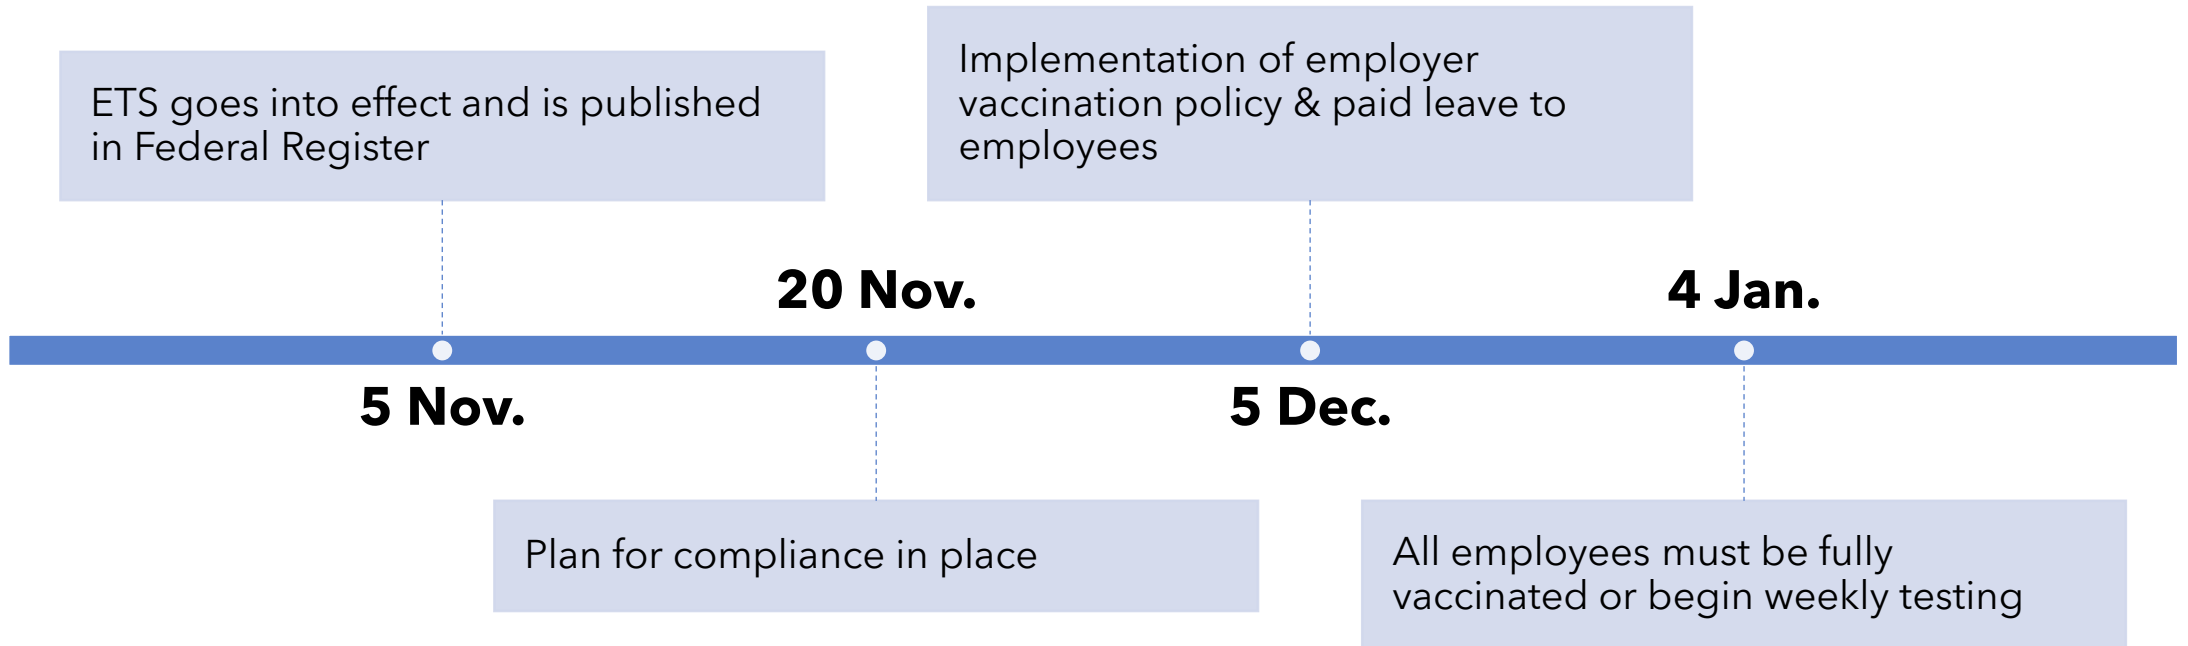 ETS goes into effect and is published
in Federal Register
5 Nov.
20 Nov.
Plan for compliance in place
Implementation of employer
vaccination policy & paid leave to
employees
5 Dec.
4 Jan.
All employees must be fully
vaccinated or begin weekly testing